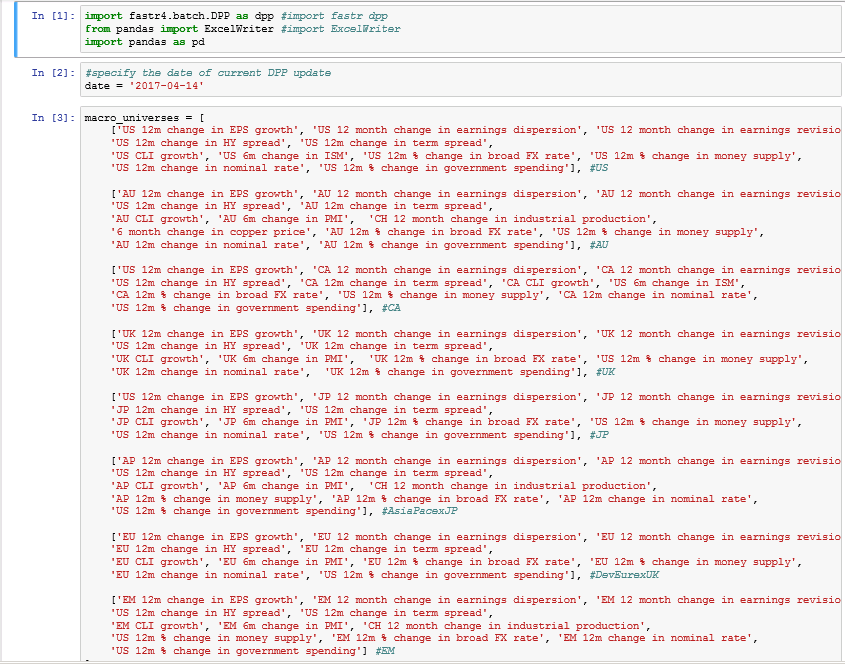 In [1]: import fastr4.batch.DPP as dpp #import fastr dpp
from pandas import ExcelWriter #import ExcelWriter
import pandas as pd
In [2]: #specify the date of current DPP update
date = '2017-04-14'
In [3]: macro_universes = [
['US 12m change in EPS growth', 'US 12 month change in earnings dispersion', 'US 12 month change in earnings revisio
'US 12m change in HY spread', 'US 12m change in term spread',
'US CLI growth', 'US 6m change in ISM', 'US 12m % change in broad FX rate', 'US 12m % change in money supply',
'US 12m change in nominal rate', 'US 12m % change in government spending'], #US
['AU 12m change in EPS growth', 'AU 12 month change in earnings dispersion', 'AU 12 month change in earnings revisio
'US 12m change in HY spread', 'AU 12m change in term spread',
'AU CLI growth', 'AU 6m change in PMI',  'CH 12 month change in industrial production',
'6 month change in copper price', 'AU 12m % change in broad FX rate', 'US 12m % change in money supply',
'AU 12m change in nominal rate', 'AU 12m % change in government spending'], #AU
['US 12m change in EPS growth', 'CA 12 month change in earnings dispersion', 'CA 12 month change in earnings revisio
'US 12m change in HY spread', 'CA 12m change in term spread', 'CA CLI growth', 'US 6m change in ISM',
'CA 12m % change in broad FX rate', 'US 12m % change in money supply', 'CA 12m change in nominal rate',
'US 12m % change in government spending'], #CA
['UK 12m change in EPS growth', 'UK 12 month change in earnings dispersion', 'UK 12 month change in earnings revisio
'US 12m change in HY spread', 'UK 12m change in term spread',
'UK CLI growth', 'UK 6m change in PMI',  'UK 12m % change in broad FX rate', 'US 12m % change in money supply',
'UK 12m change in nominal rate',  'UK 12m % change in government spending'], #UK
['US 12m change in EPS growth', 'JP 12 month change in earnings dispersion', 'JP 12 month change in earnings revisio
'JP 12m change in HY spread', 'US 12m change in term spread',
'JP CLI growth', 'JP 6m change in PMI', 'JP 12m % change in broad FX rate', 'US 12m % change in money supply',
'US 12m change in nominal rate', 'US 12m % change in government spending'], #JP
['AP 12m change in EPS growth', 'AP 12 month change in earnings dispersion', 'AP 12 month change in earnings revisio
'US 12m change in HY spread', 'US 12m change in term spread',
'AP CLI growth', 'AP 6m change in PMI',  'CH 12 month change in industrial production',
'AP 12m % change in money supply', 'AP 12m % change in broad FX rate', 'AP 12m change in nominal rate',
'US 12m % change in government spending'], #AsiaPacexJP
['EU 12m change in EPS growth', 'EU 12 month change in earnings dispersion', 'EU 12 month change in earnings revisio
'EU 12m change in HY spread', 'EU 12m change in term spread',
'EU CLI growth', 'EU 6m change in PMI', 'EU 12m % change in broad FX rate', 'EU 12m % change in money supply',
'EU 12m change in nominal rate', 'US 12m % change in government spending'], #DevEurexUK
['EM 12m change in EPS growth', 'EM 12 month change in earnings dispersion', 'EM 12 month change in earnings revisio
'US 12m change in HY spread', 'US 12m change in term spread',
'EM CLI growth', 'EM 6m change in PMI', 'CH 12 month change in industrial production',
'US 12m % change in money supply', 'EM 12m % change in broad FX rate', 'EM 12m change in nominal rate',
'US 12m % change in government spending'] #EM